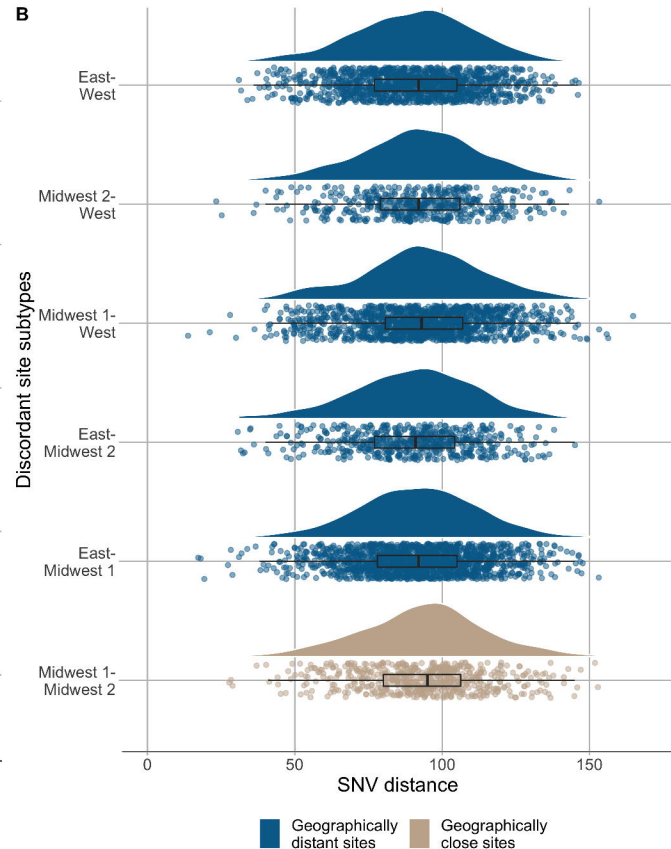 B
East-
West
Midwest 2-
West
Midwest 1-
West
East-
Midwest 2
East-
Midwest 1
Midwest 1-
Midwest 2
Discordant site subtypes
0 50 100 150
SNV distance
Geographically
distant sites
Geographically
close sites